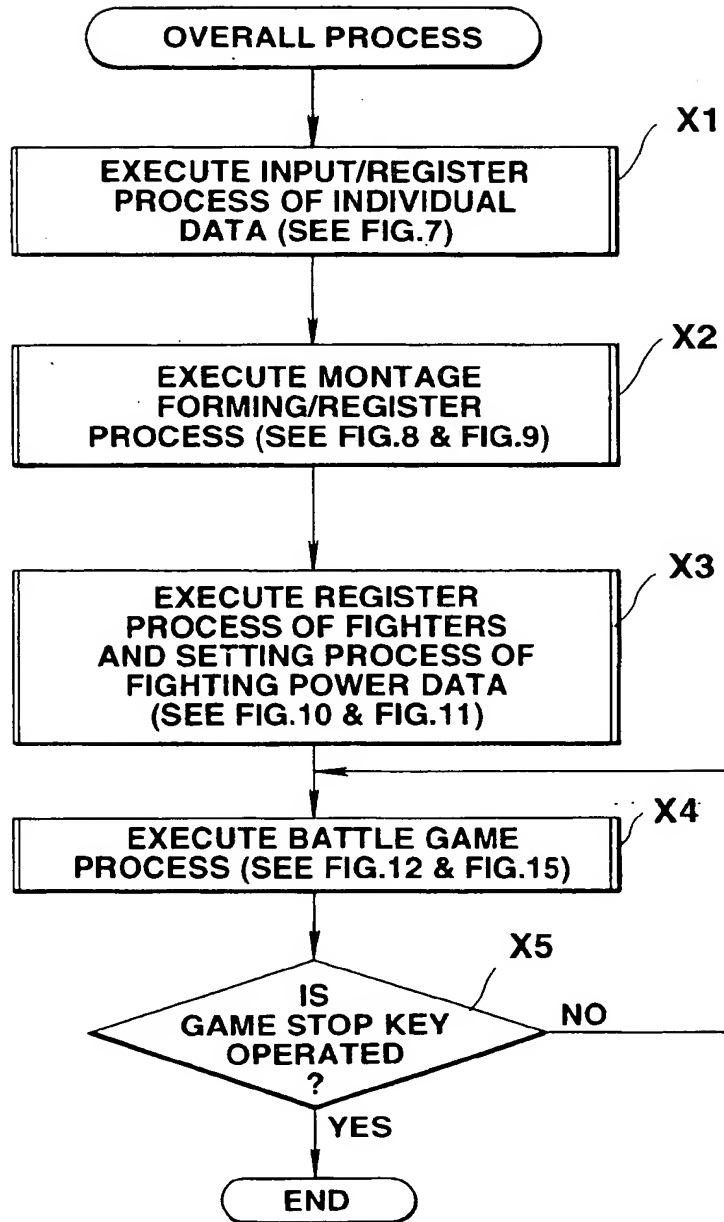 OVERALL PROCESS
X1
EXECUTE INPUT/REGISTER
PROCESS OF INDIVIDUAL
DATA (SEE FIG.7)
X2
EXECUTE MONTAGE
FORMING/REGISTER
PROCESS (SEE FIG.8 & FIG.9)
X3
EXECUTE REGISTER
PROCESS OF FIGHTERS
AND SETTING PROCESS OF
FIGHTING POWER DATA
(SEE FIG.10 & FIG.11)
X4
EXECUTE BATTLE GAME
PROCESS (SEE FIG.12 & FIG.15)
X5
IS
GAME STOP KEY
OPERATED
?
NO
YES
END